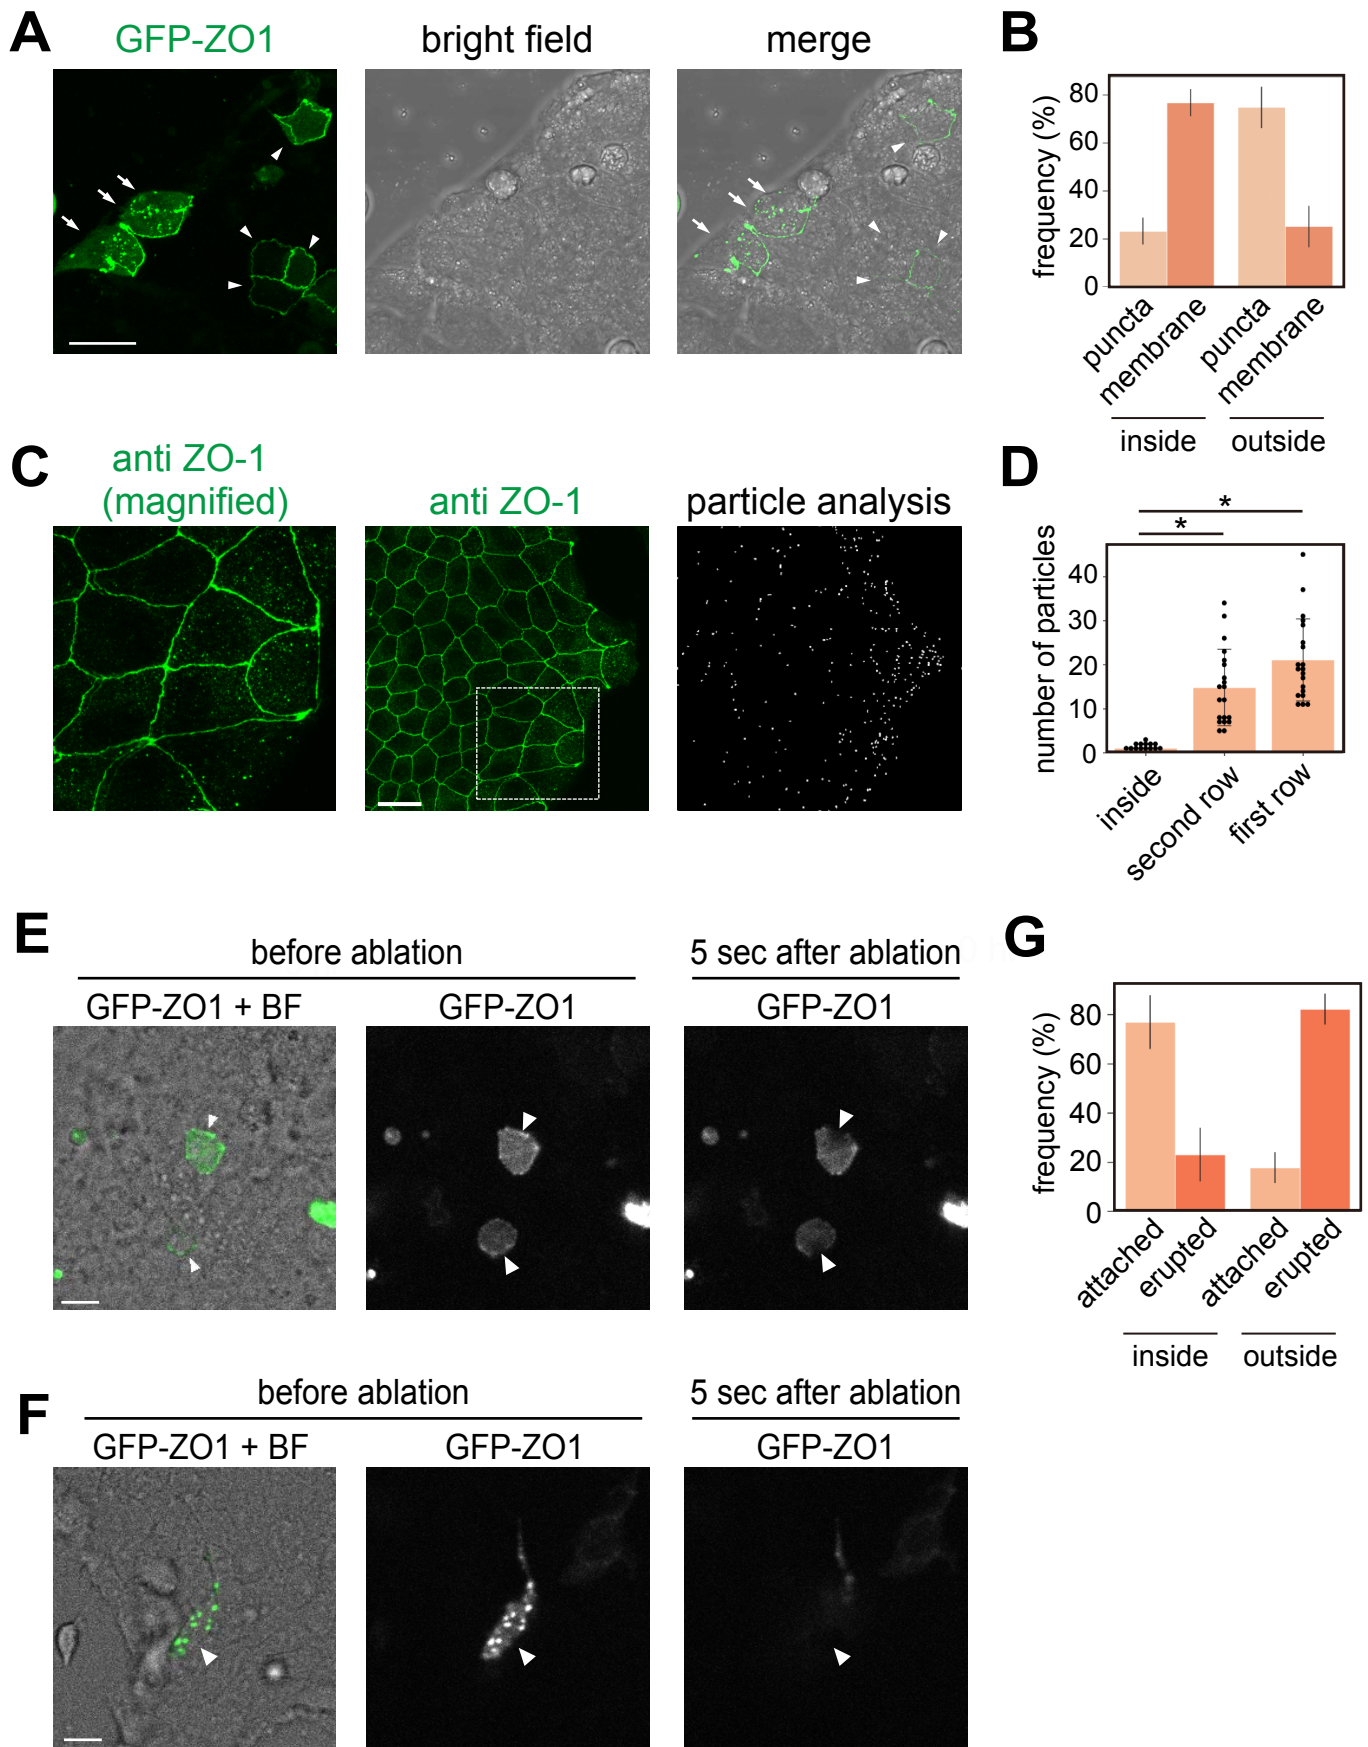 A
GFP-ZO1
bright field
merge
B
frequency (%)
80
60
40
20
0
puncta
membrane
puncta
membrane
inside
outside
C
anti ZO-1
(magnified)
anti ZO-1
particle analysis
D
*
*
number of particles
40
30
20
10
0
inside
second row
first row
E
before ablation
5 sec after ablation
GFP-ZO1 + BF
GFP-ZO1
GFP-ZO1
G
frequency (%)
80
60
40
20
0
attached
erupted
attached
erupted
inside
outside
F
before ablation
5 sec after ablation
GFP-ZO1 + BF
GFP-ZO1
GFP-ZO1